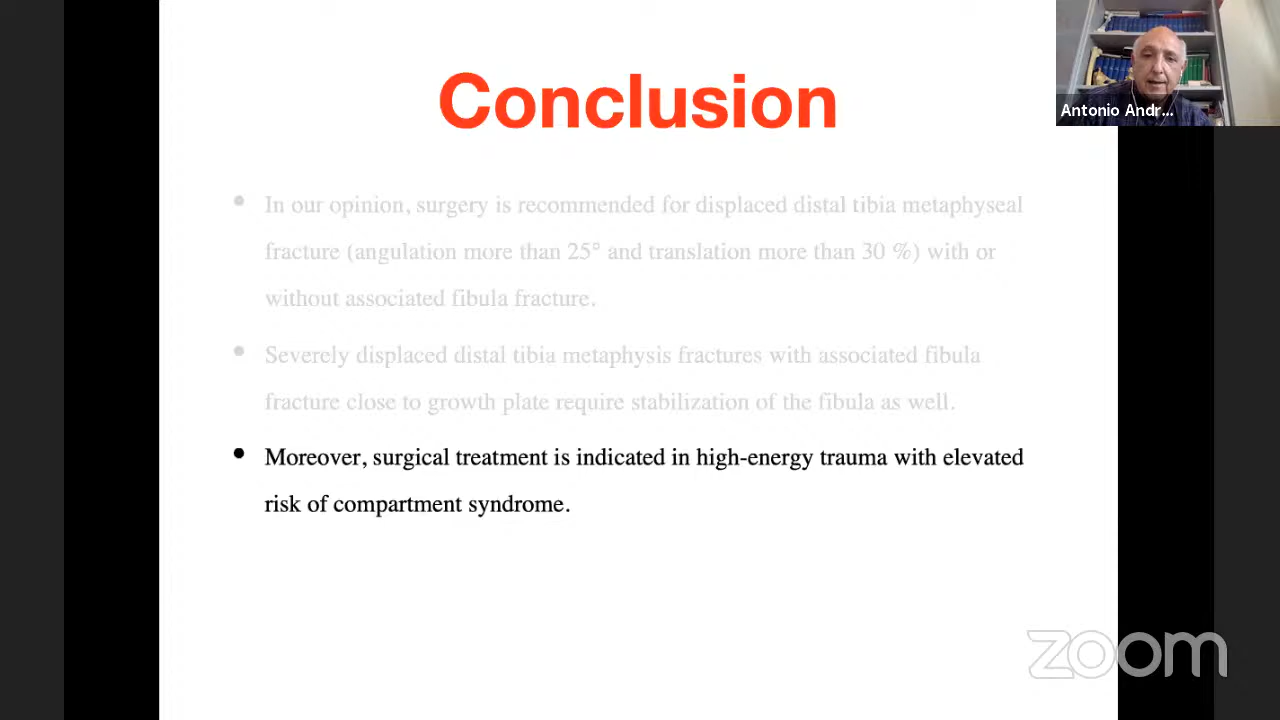 Conclusion
Antonio Andr...
• In our opinion, surgery is recommended for displaced distal tibia metaphyseal
fracture (angulation more than 25° and translation more than 30 %) with or
without associated fibula fracture.
• Severely displaced distal tibia metaphysis fractures with associated fibula
fracture close to growth plate require stabilization of the fibula as well.
• Moreover, surgical treatment is indicated in high-energy trauma with elevated
risk of compartment syndrome.
zoom